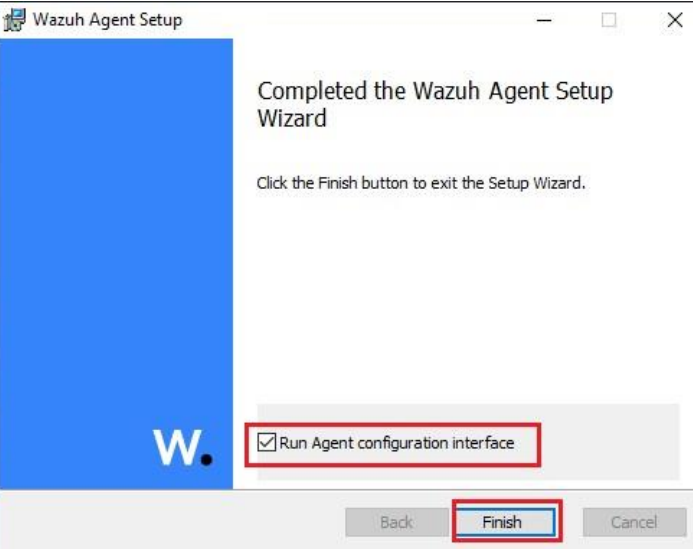 Wazuh Agent Setup
Completed the Wazuh Agent Setup
Wizard
Click the Finish button to exit the Setup Wizard.
W.
Run Agent configuration interface
Back
Finish
Cancel